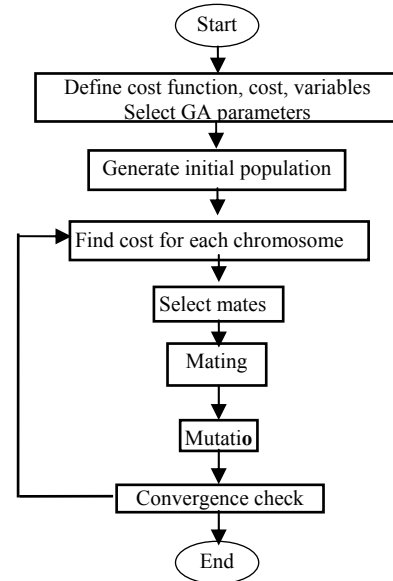 Start
Define cost function, cost, variables
Select GA parameters
Generate initial population
Find cost for each chromosome
Select mates
Mating
Mutatio
Convergence check
End